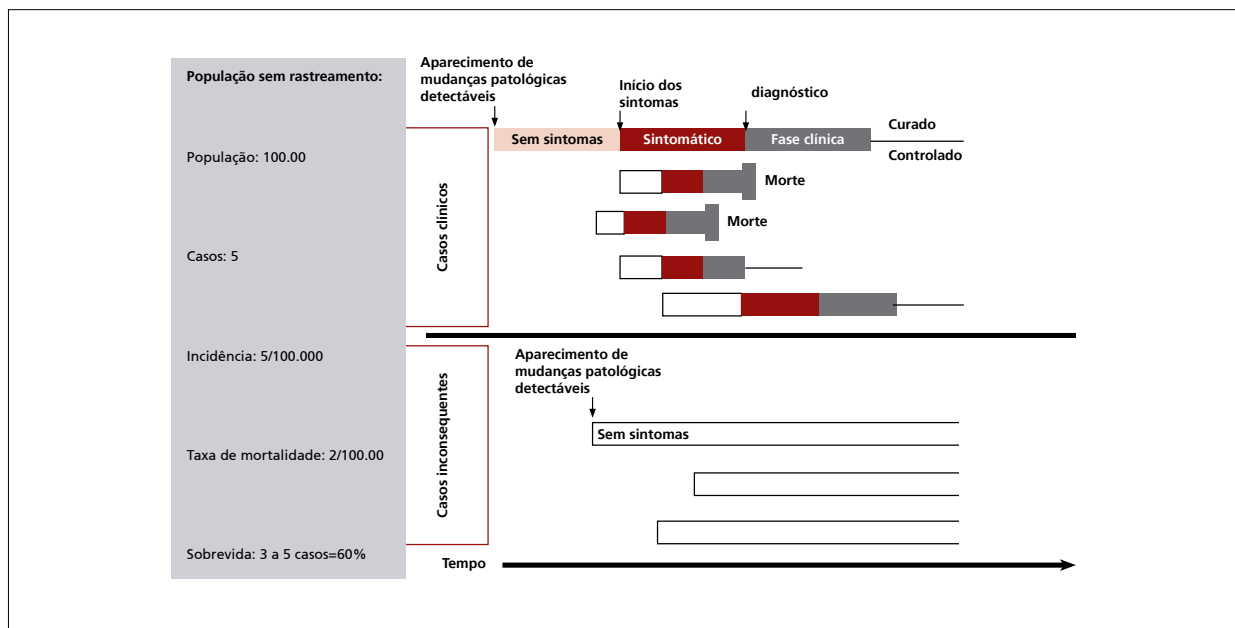 População sem rastreamento:
População: 100.00
Casos: 5
Incidência: 5/100.000
Taxa de mortalidade: 2/100.00
Sobrevida: 3 a 5 casos=60%
Casos clínicos
Aparecimento de
mudanças patológicas
detectáveis
Início dos
sintomas
diagnóstico
Sem sintomas
Sintomático
Fase clínica
Curado
Controlado
Morte
Morte
Casos inconsequentes
Aparecimento de
mudanças patológicas
detectáveis
Sem sintomas
Tempo